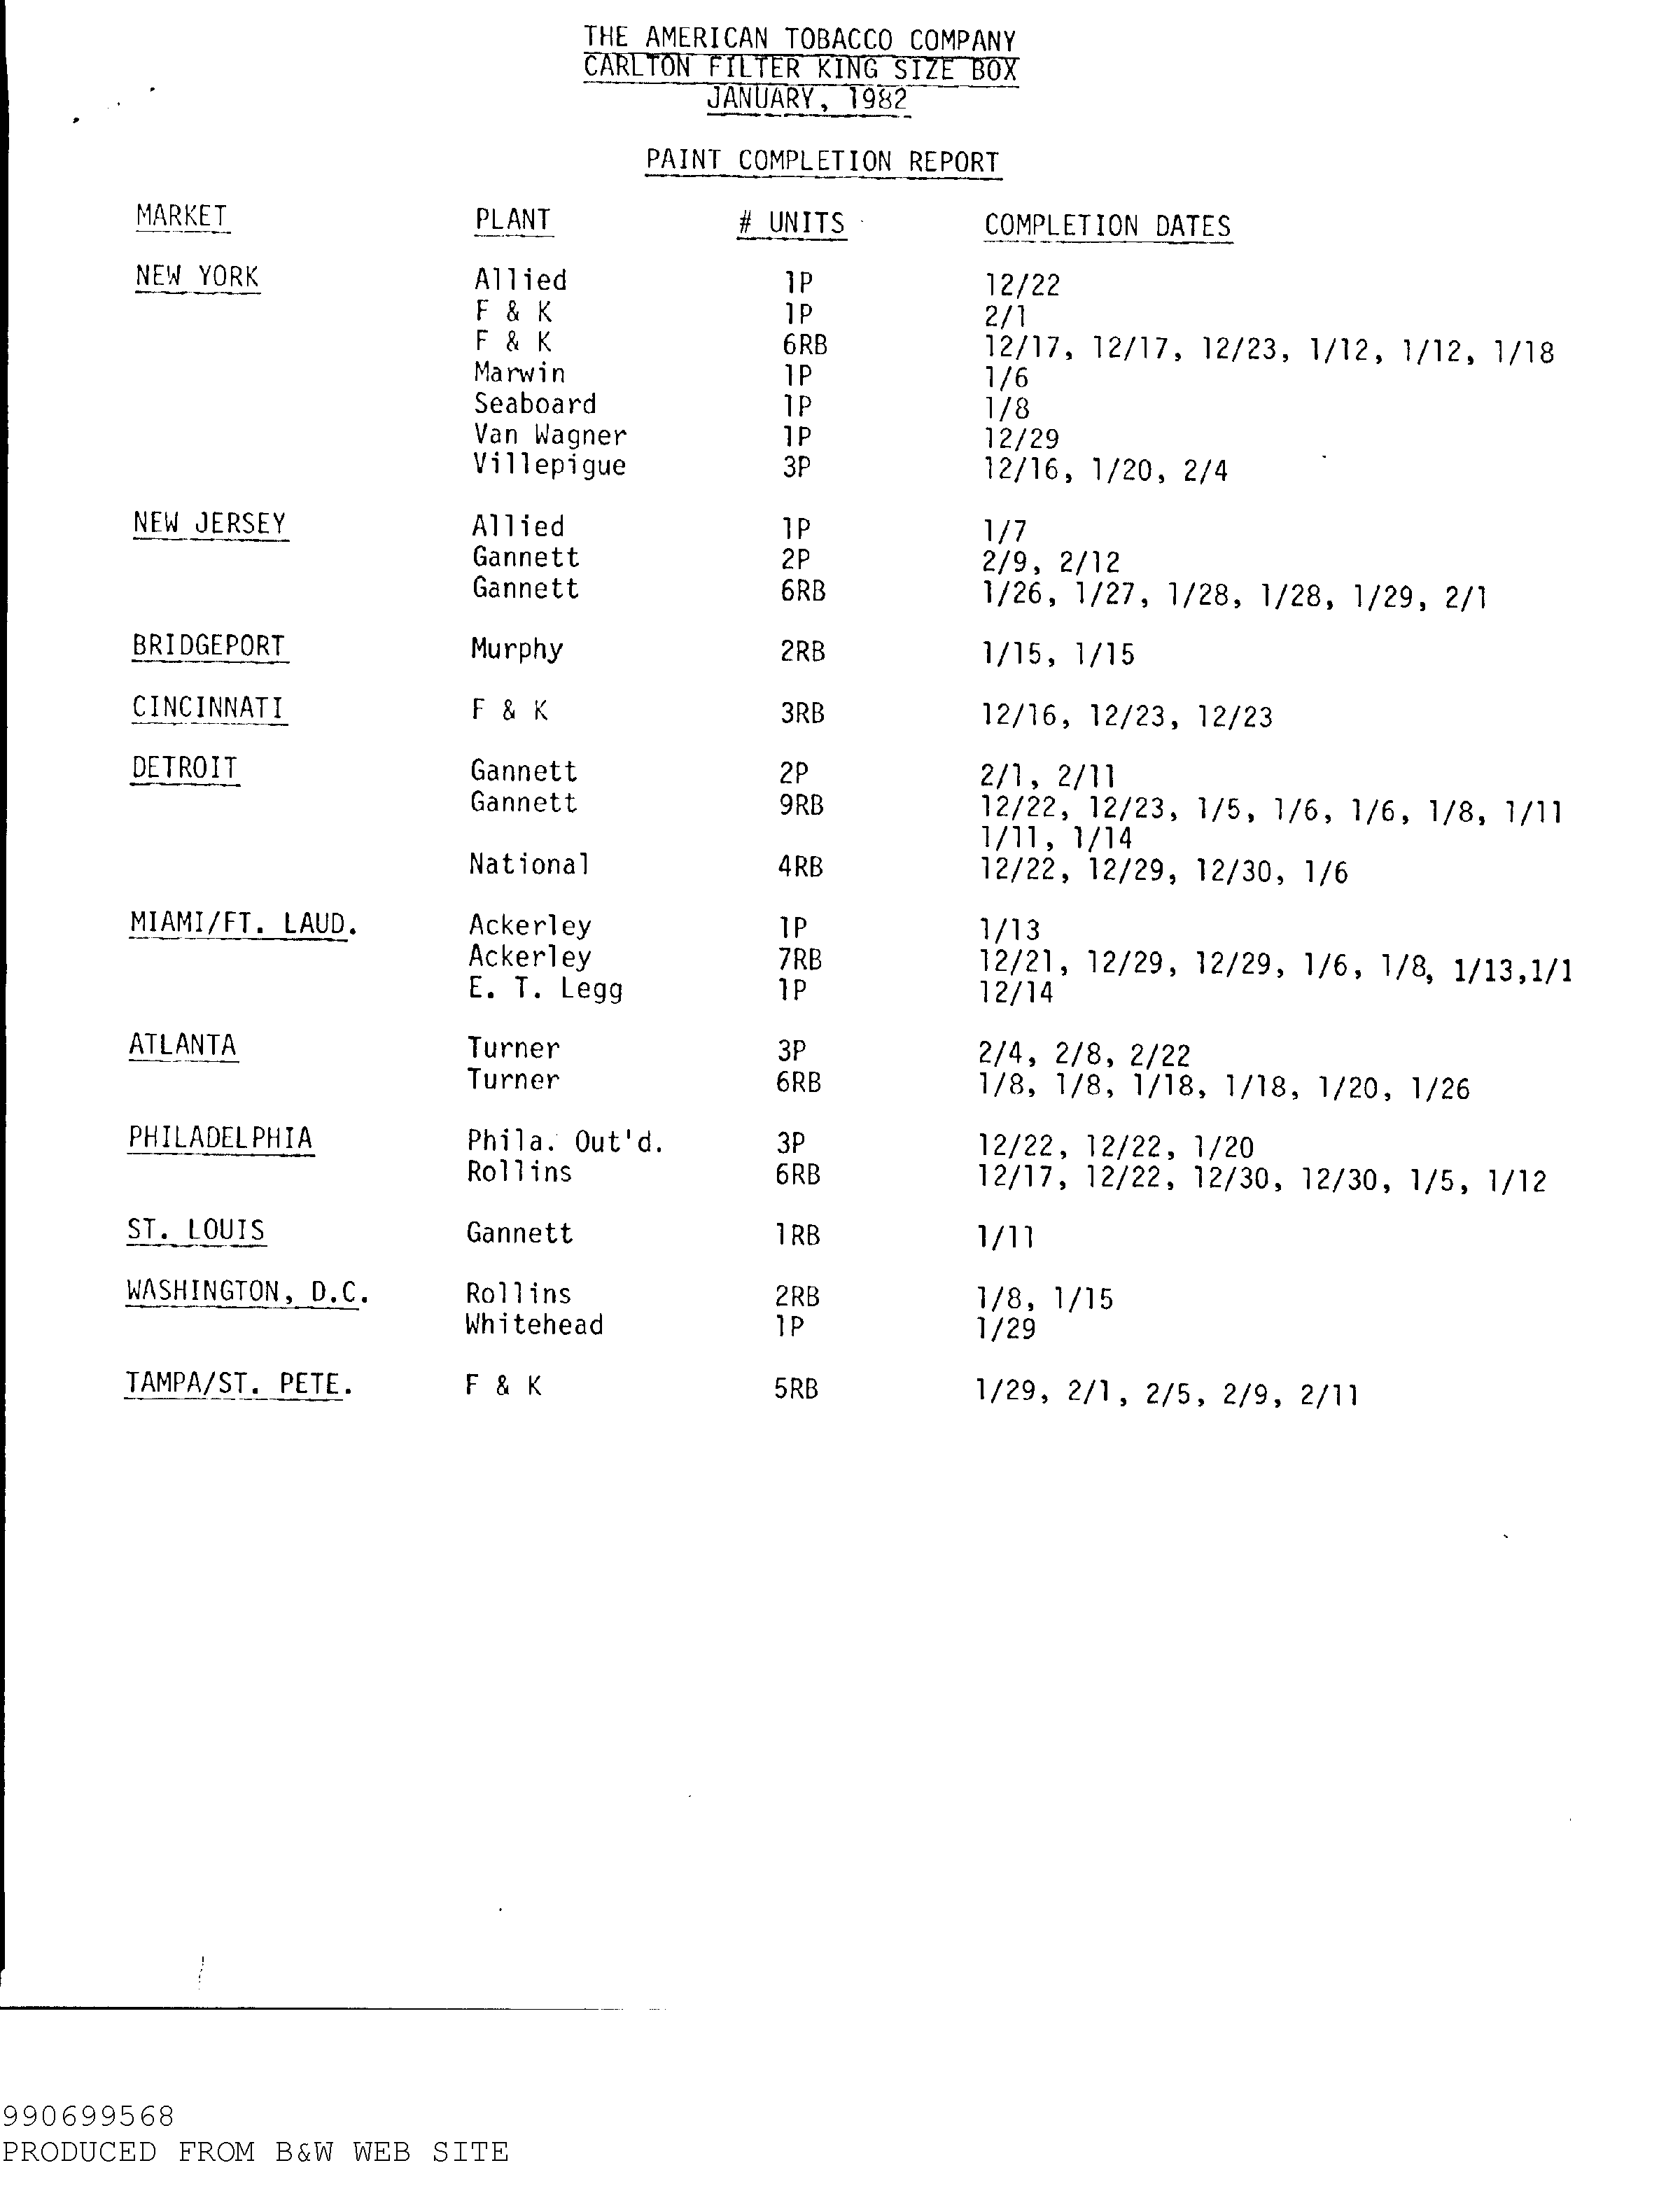 THE AMERICAN TOBACCO COMPANY
CARLTON FILTER KING SIZE BOX
JANUARY, 1982
PAINT COMPLETION REPORT
MARKET PLANT # UNITS COMPLETION DATES
NEW YORK Allied 1P 12/22
F & K 1P 2/1
F & K 6RB 12/17, 12/17, 12/23, 1/12, 1/12, 1/18
Marwin 1P 1/6
Seaboard 1P 1/8
Van Wagner 1P 12/29
Villepigue 3P 12/16, 1/20, 2/4
NEW JERSEY Allied 1P 1/7
Gannett 2P 2/9, 2/12
Gannett 6RB 1/26, 1/27, 1/28, 1/28, 1/29, 2/1
BRIDGEPORT Murphy 2RB 1/15, 1/15
CINCINNATI F & K 3RB 12/16, 12/23, 12/23
DETROIT Gannett 2P 2/1, 2/11
Gannett 9RB 12/22, 12/23, 1/5, 1/6, 1/6, 1/8, 1/11
1/11, 1/14
National 4RB 12/22, 12/29, 12/30, 1/6
MIAMI/FT. LAUD. Ackerley 1P 1/13
Ackerley 7RB 12/21, 12/29, 12/29, 1/6, 1/8, 1/13,1/1
E. T. Legg 1P 12/14
ATLANTA Turner 3P 2/4, 2/8, 2/22
Turner 6RB 1/8, 1/8, 1/18, 1/18, 1/20, 1/26
PHILADELPHIA Phila. Out'd. 3P 12/22, 12/22, 1/20
Rollins 6RB 12/17, 12/22, 12/30, 12/30, 1/5, 1/12
ST. LOUIS Gannett 1RB 1/11
WASHINGTON, D.C. Rollins 2RB 1/8, 1/15
Whitehead 1P 1/29
TAMPA/ST. PETE. F & K 5RB 1/29, 2/1, 2/5, 2/9, 2/11
990699568
PRODUCED FROM B&W WEB SITE